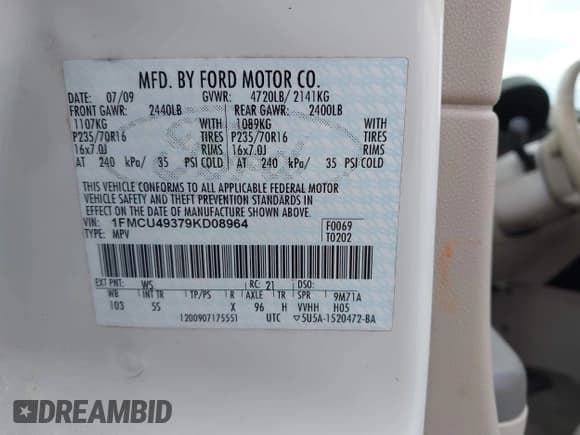 MFD. BY FORD MOTOR CO.
DATE: 07/09 GVWR: 4720LB/ 2141KG
FRONT GAWR: 2440LB REAR GAWR: 2400LB
1107KG WITH 1089KG WITH
P235/70R16 TIRES P235/70R16 TIRES
16x7.0J RIMS 16x7.0J RIMS
AT 240 kPa/ 35 PSI COLD AT 240 kPa/ 35 PSI COLD
THIS VEHICLE CONFORMS TO ALL APPLICABLE FEDERAL MOTOR
VEHICLE SAFETY AND THEFT PREVENTION STANDARDS IN
EFFECT ON THE DATE OF MANUFACTURE SHOWN ABOVE.
VIN: 1FMCU49379KD08964 F0069
TYPE: MPV T0202
EXT PNT: WS RC: 21 DSO:
WB INT TR TP/PS R AXLE TR SPR 9M71A
103 5S X 96 H VVHH H05
1200907175551 UTC ▽5U5A-1520472-BA
DREAMBID